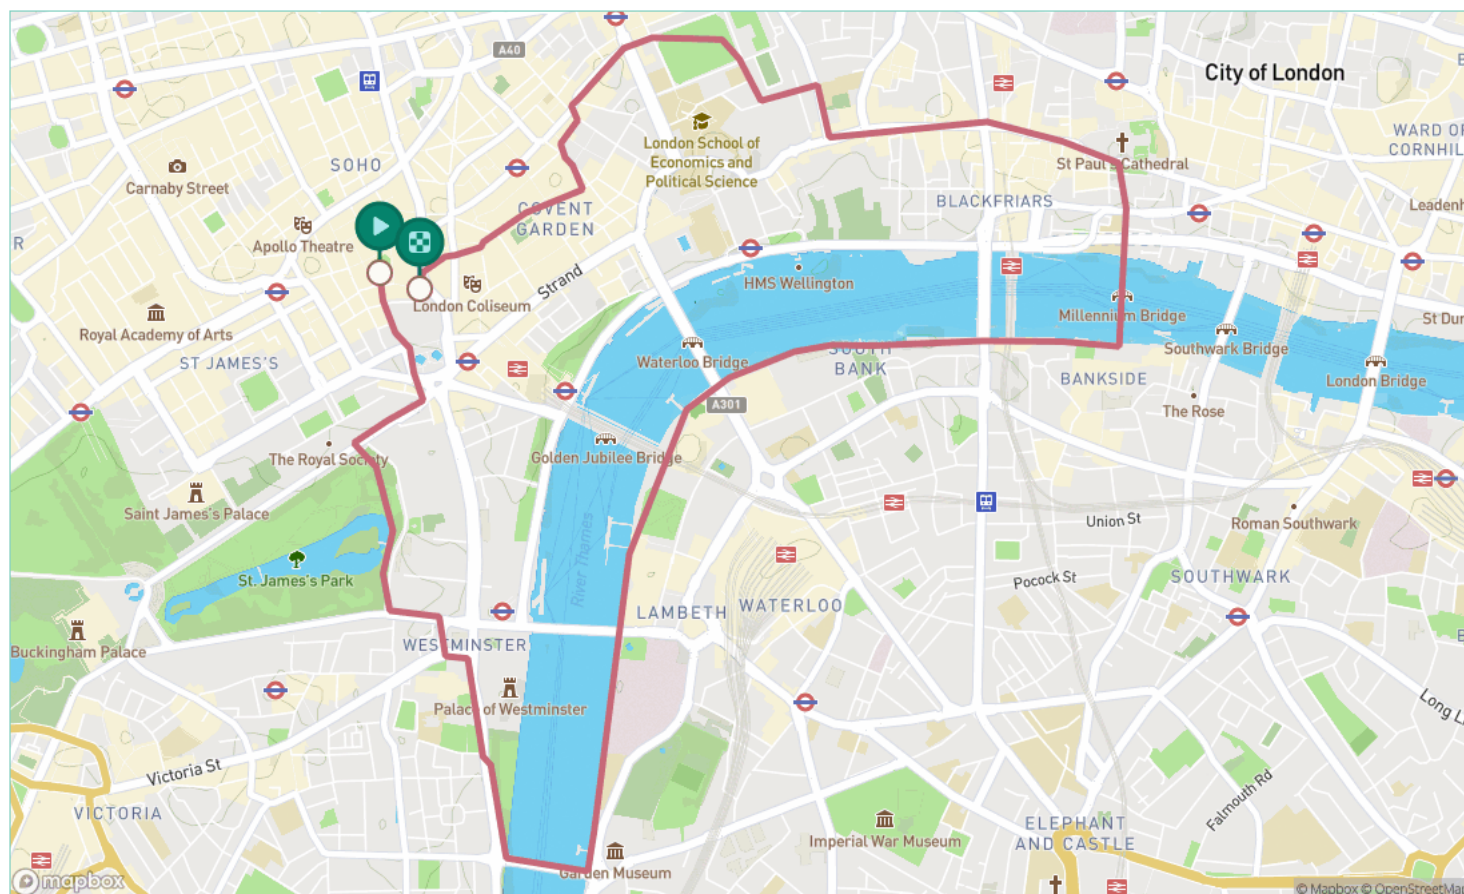 A40
City of London
WARD OF
CORNHILL
London School of
Economics and
Political Science
St Paul's Cathedral
SOHO
Carnaby Street
COVENT
GARDEN
BLACKFRIARS
Leadenh
R
Apollo Theatre
HMS Wellington
Strand
London Coliseum
Millennium Bridge
St Dun
Royal Academy of Arts
ST JAMES'S
Waterloo Bridge
SOUTH
BANK
Southwark Bridge
BANKSIDE
London Bridge
A301
The Rose
The Royal Society
Golden Jubilee Bridge
Saint James's Palace
Union St
Roman Southwark
River Thames
St. James's Park
Pocock St
SOUTHWARK
LAMBETH
WATERLOO
Buckingham Palace
WESTMINSTER
Palace of Westminster
Long L
Victoria St
VICTORIA
Falmouth Rd
ELEPHANT
AND CASTLE
Imperial War Museum
Garden Museum
mapbox
© Mapbox © OpenStreetMap